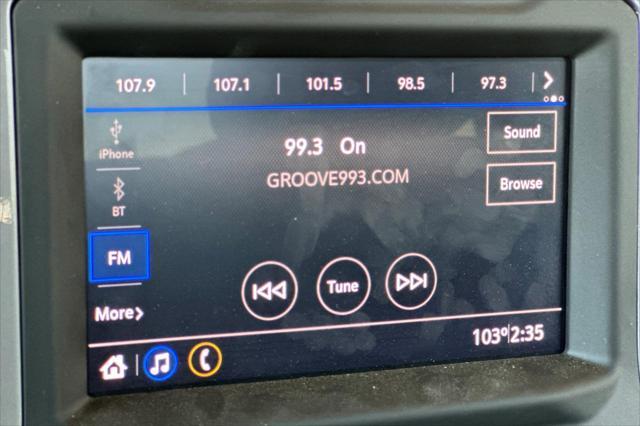 107.9 107.1 101.5 98.5 97.3
iPhone
99.3 On
Sound
GROOVE993.COM
BT
Browse
FM
Tune
More
103° 2:35